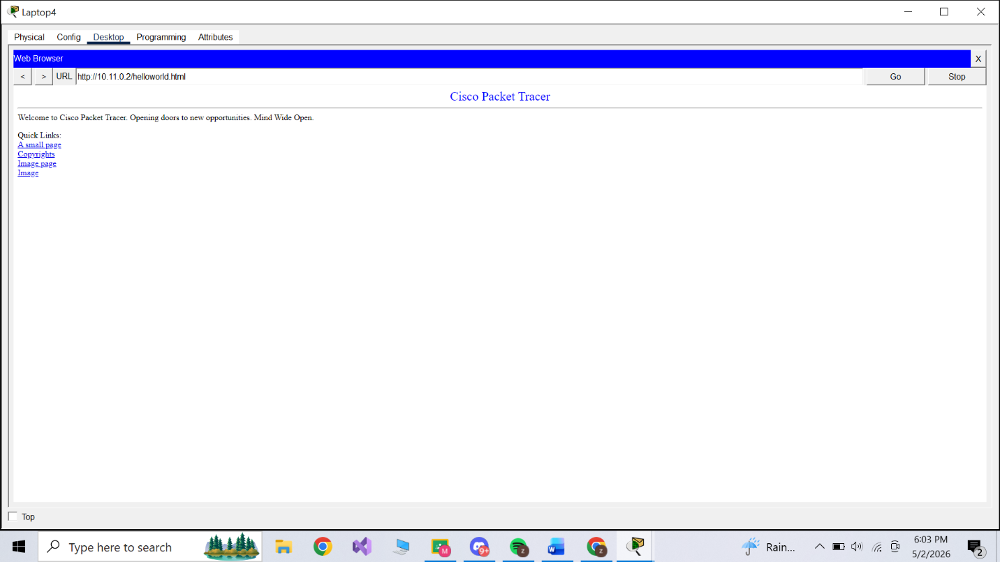 Laptop4
Physical Config Desktop Programming Attributes
Web Browser X
< > URL http://10.11.0.2/helloworld.html Go Stop
Cisco Packet Tracer
Welcome to Cisco Packet Tracer. Opening doors to new opportunities. Mind Wide Open.
Quick Links:
A small page
Copyrights
Image page
Image
Top
Type here to search M 9+ z W z Rain... 6:03 PM
5/2/2026 2